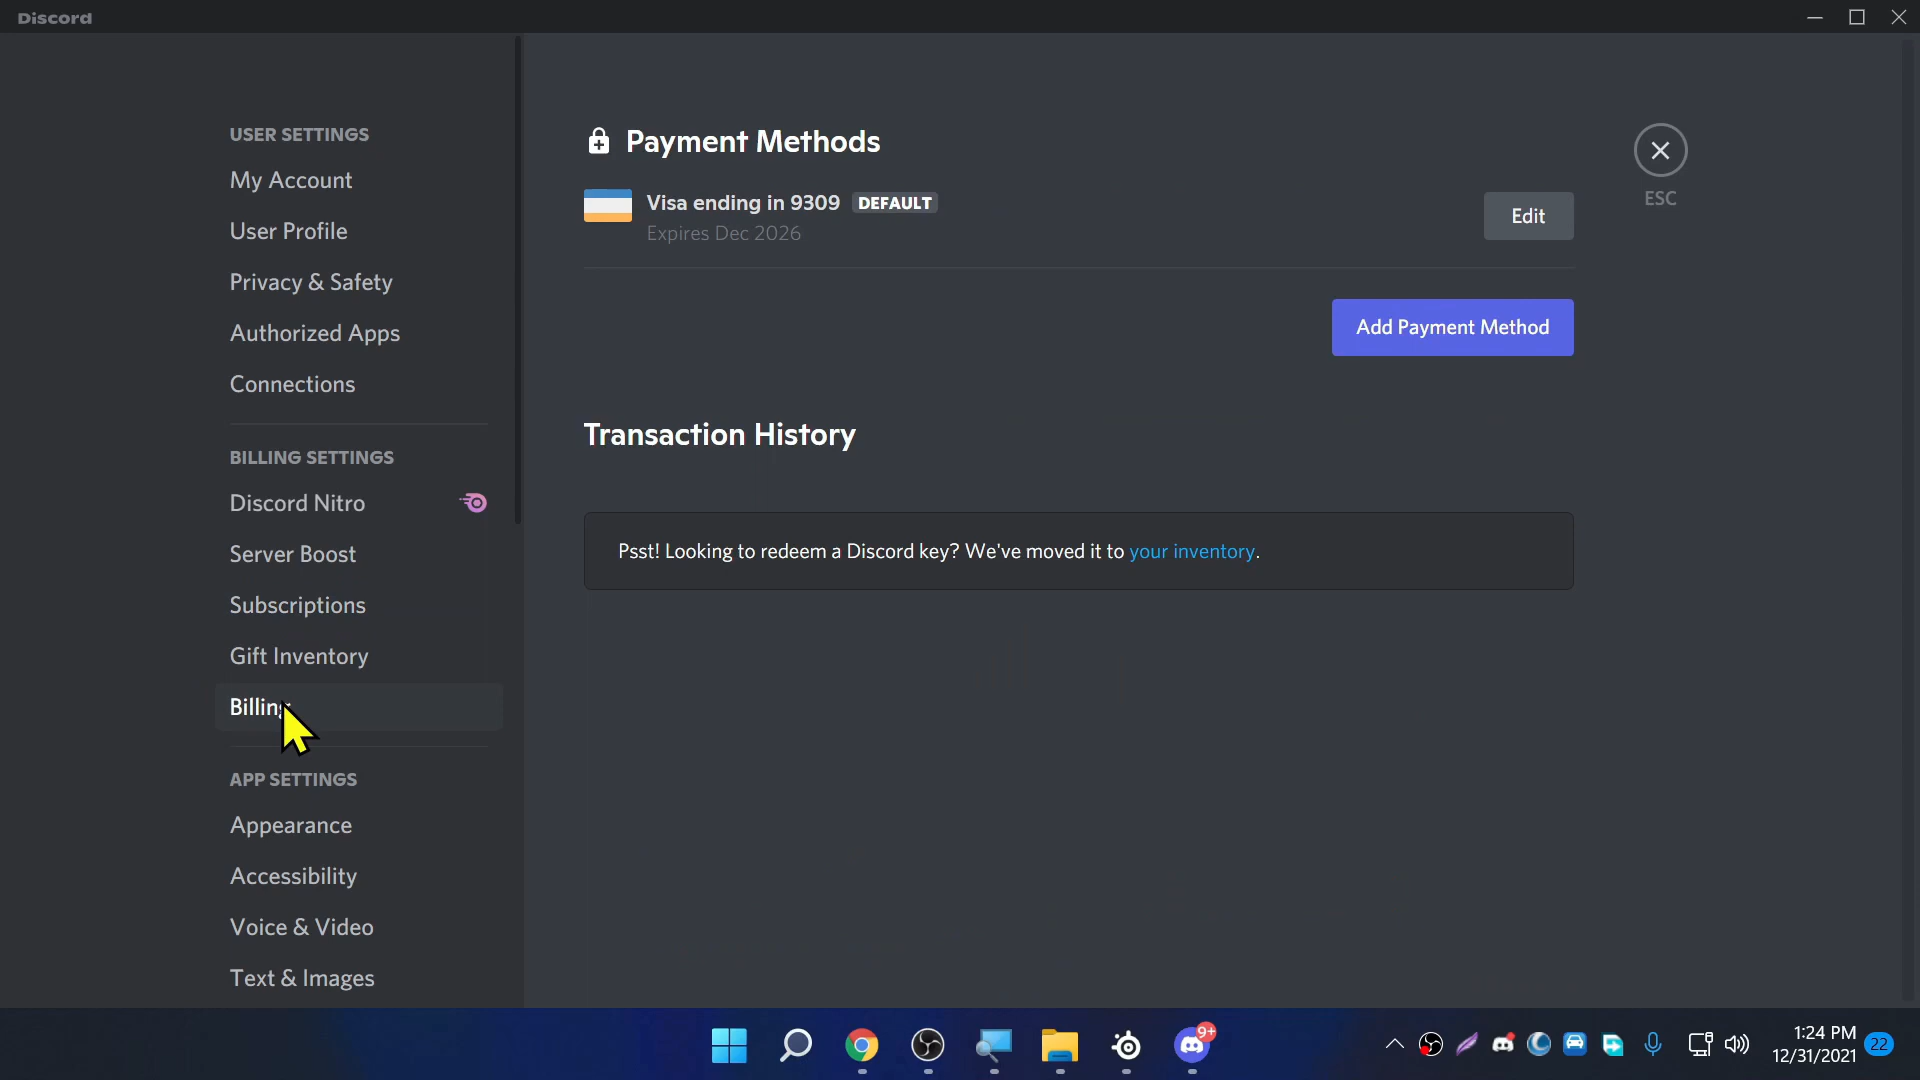 Discord
USER SETTINGS
My Account
User Profile
Privacy & Safety
Authorized Apps
Connections
BILLING SETTINGS
Discord Nitro
Server Boost
Subscriptions
Gift Inventory
Billing
APP SETTINGS
Appearance
Accessibility
Voice & Video
Text & Images
Payment Methods
Visa ending in 9309 DEFAULT
Expires Dec 2026
Edit
Add Payment Method
Transaction History
Psst! Looking to redeem a Discord key? We've moved it to your inventory.
ESC
9+
1:24 PM
12/31/2021
22